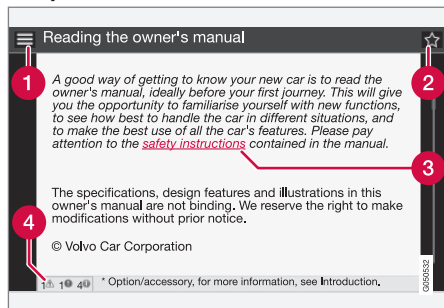 Reading the owner's manual
1
2
A good way of getting to know your new car is to read the
owner's manual, ideally before your first journey. This will give
you the opportunity to familiarise yourself with new functions,
to see how best to handle the car in different situations, and
to make the best use of all the car's features. Please pay
attention to the safety instructions contained in the manual.
3
The specifications, design features and illustrations in this
owner's manual are not binding. We reserve the right to make
modifications without prior notice.
4
© Volvo Car Corporation
1 1 4 * Option/accessory, for more information, see Introduction.
G050532